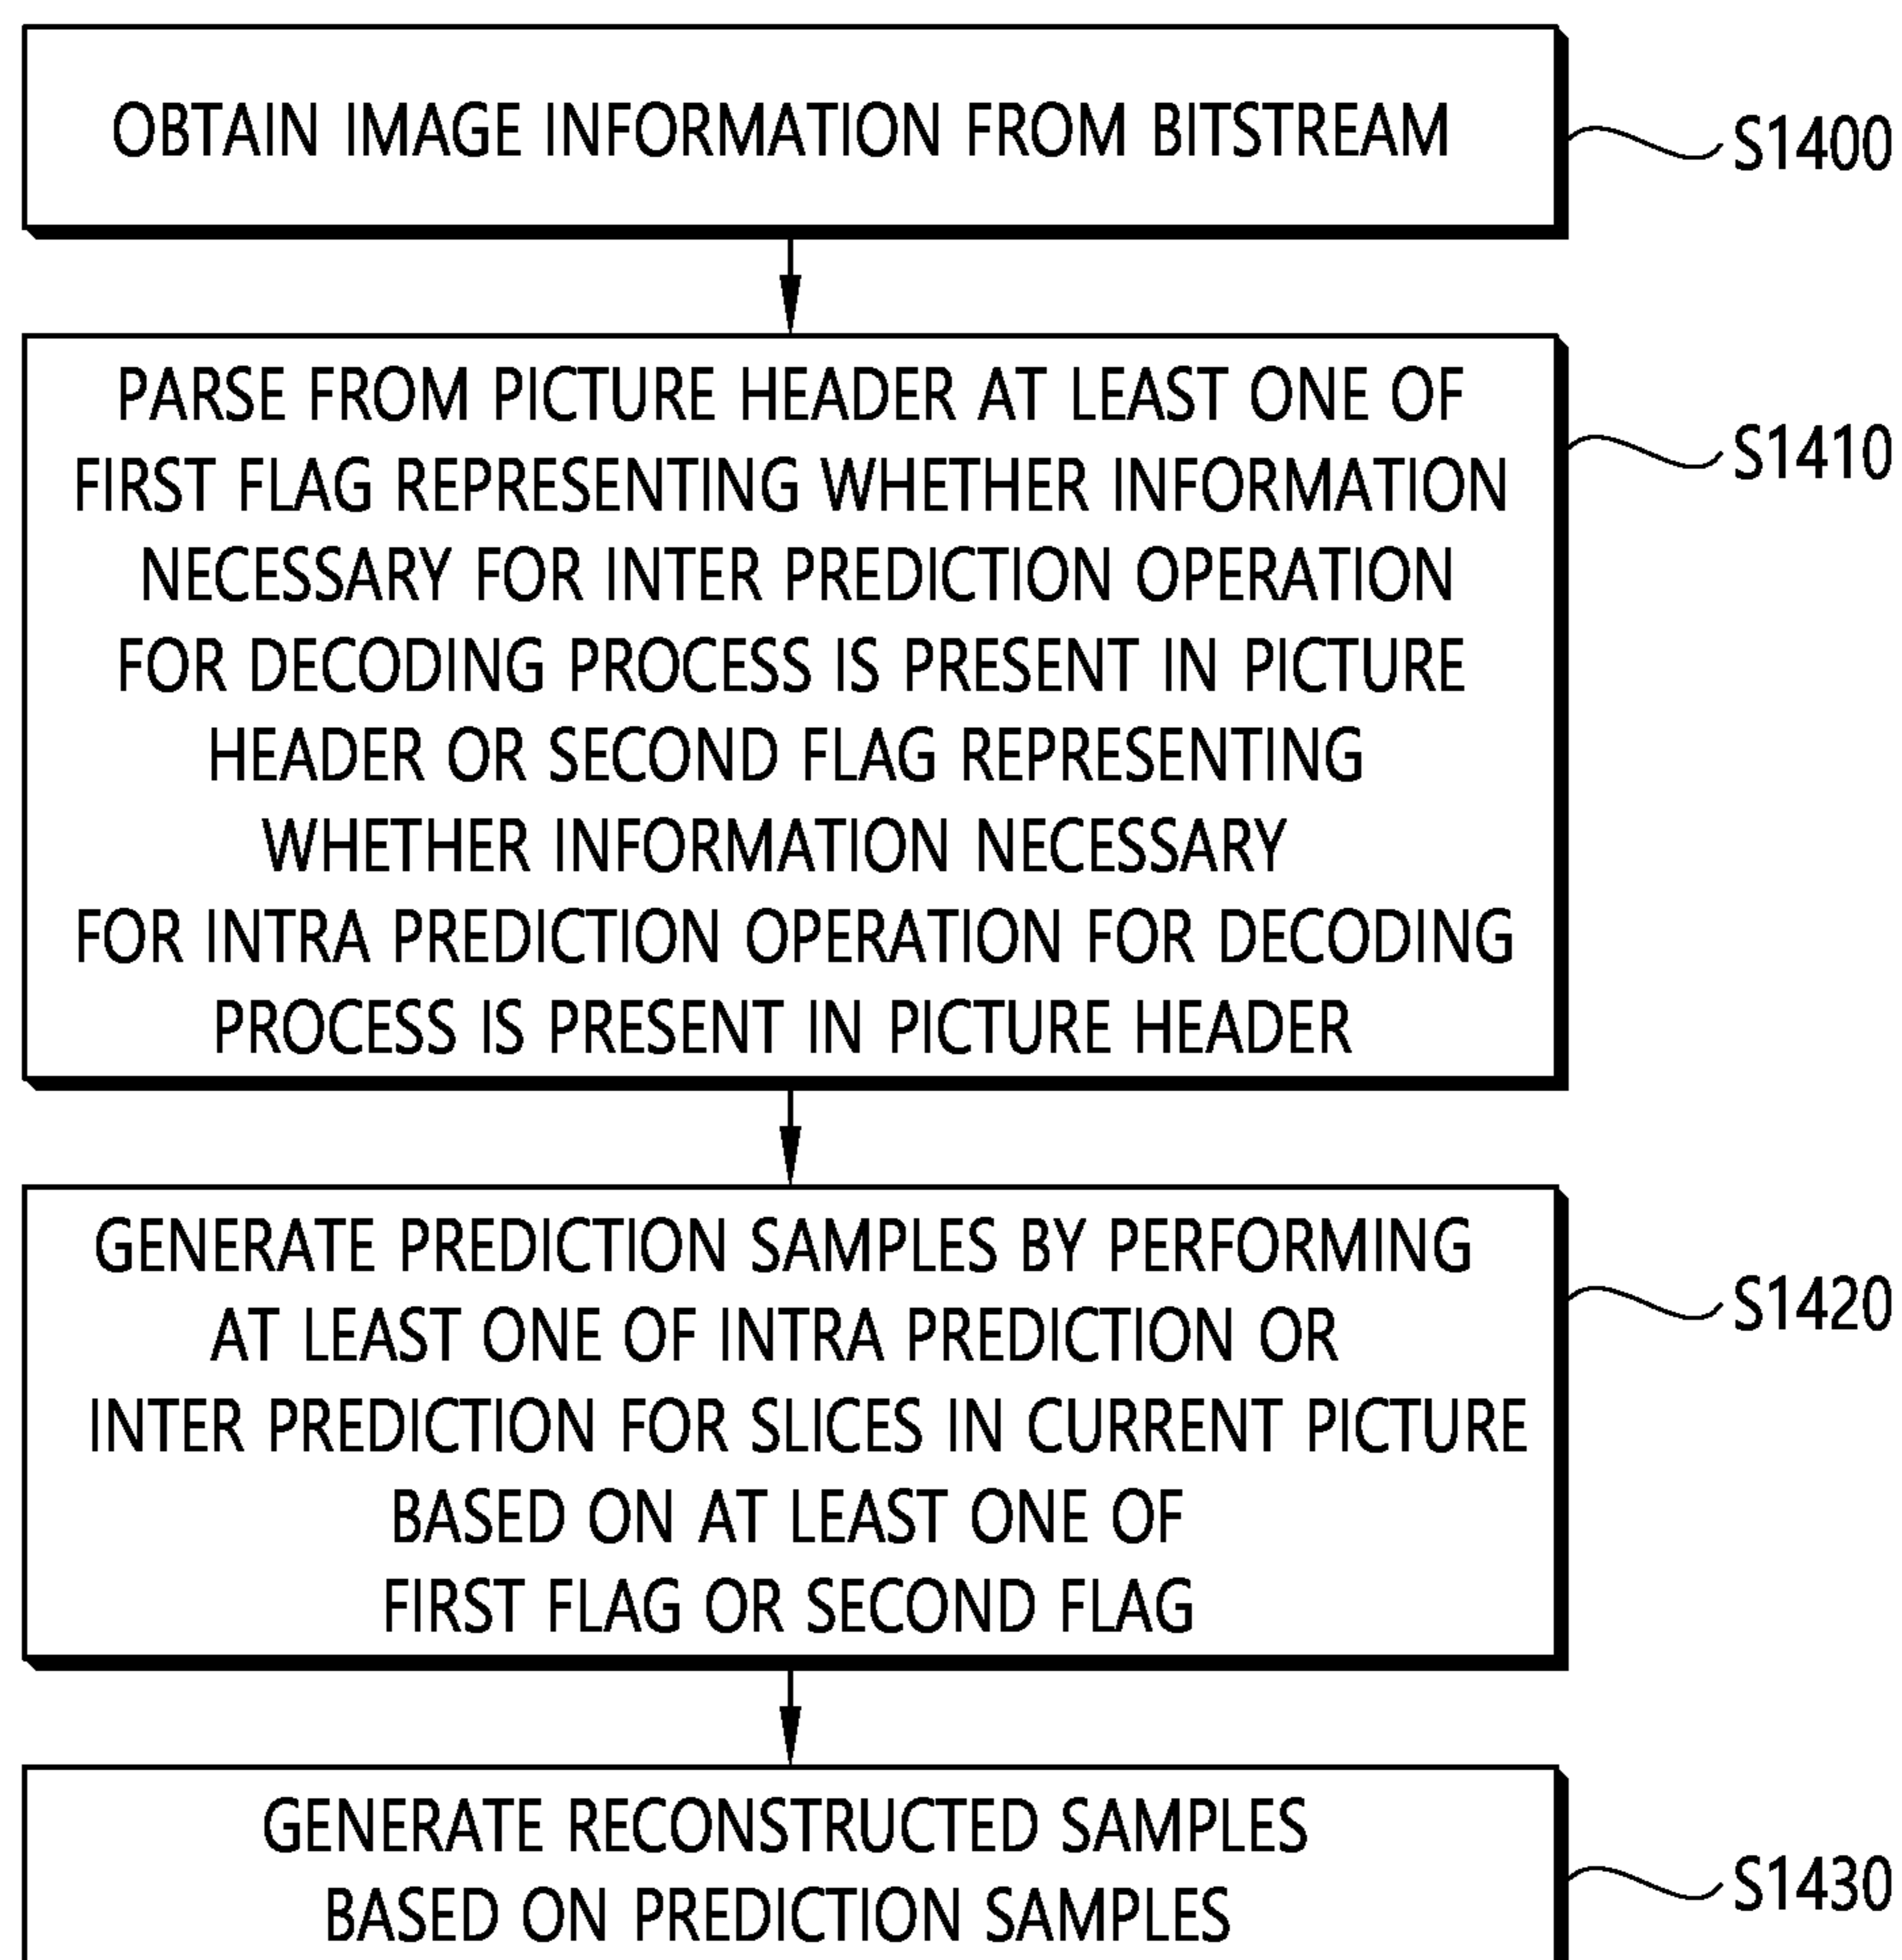 OBTAIN IMAGE INFORMATION FROM BITSTREAM
S1400
PARSE FROM PICTURE HEADER AT LEAST ONE OF
FIRST FLAG REPRESENTING WHETHER INFORMATION
NECESSARY FOR INTER PREDICTION OPERATION
FOR DECODING PROCESS IS PRESENT IN PICTURE
HEADER OR SECOND FLAG REPRESENTING
WHETHER INFORMATION NECESSARY
FOR INTRA PREDICTION OPERATION FOR DECODING
PROCESS IS PRESENT IN PICTURE HEADER
S1410
GENERATE PREDICTION SAMPLES BY PERFORMING
AT LEAST ONE OF INTRA PREDICTION OR
INTER PREDICTION FOR SLICES IN CURRENT PICTURE
BASED ON AT LEAST ONE OF
FIRST FLAG OR SECOND FLAG
S1420
GENERATE RECONSTRUCTED SAMPLES
BASED ON PREDICTION SAMPLES
S1430